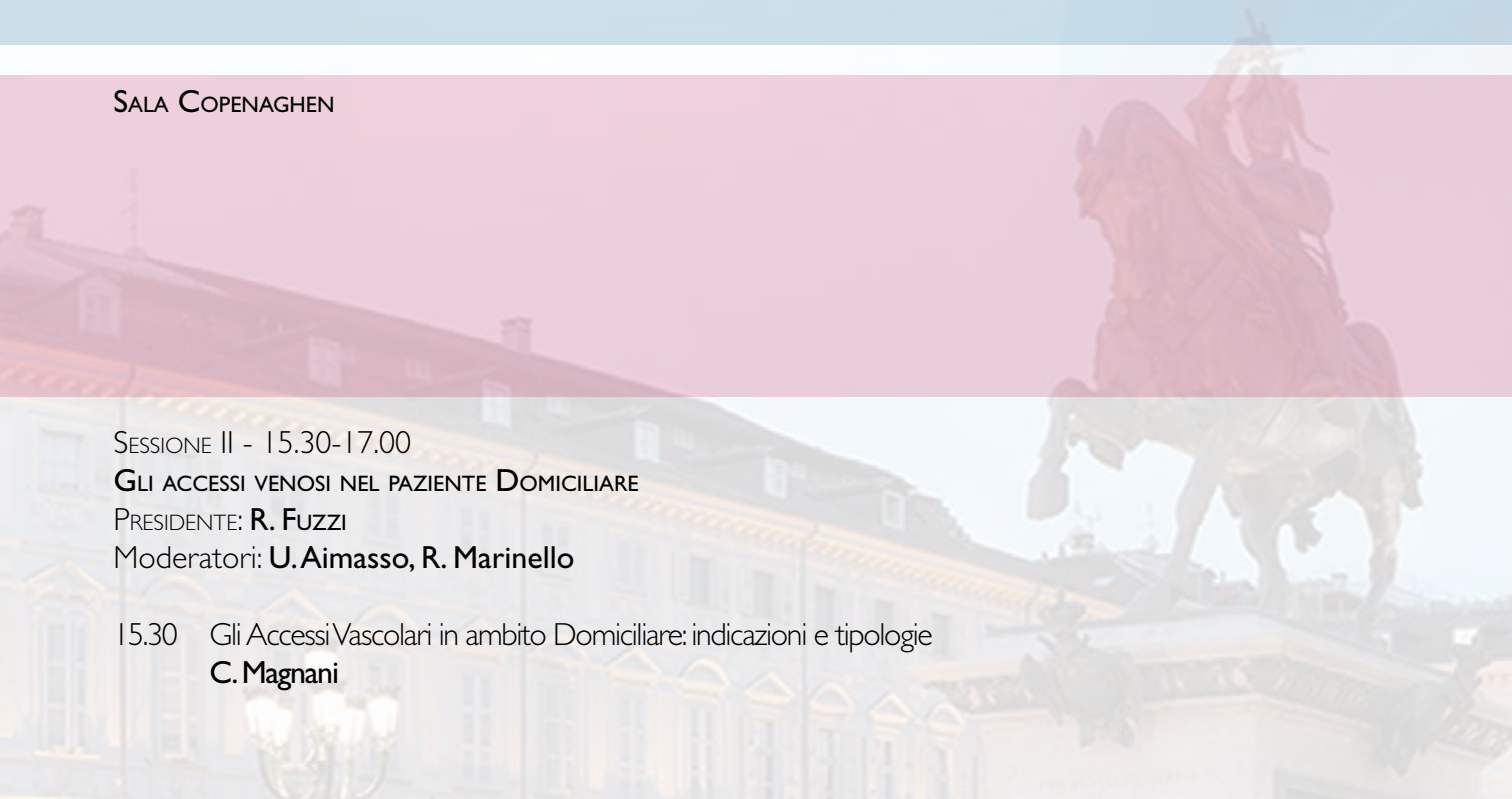 Sala Copenaghen
Sessione II - 15.30-17.00
Gli accessi venosi nel paziente Domiciliare
Presidente: R. Fuzzi
Moderatori: U. Aimasso, R. Marinello
15.30 Gli Accessi Vascolari in ambito Domiciliare: indicazioni e tipologie
C. Magnani